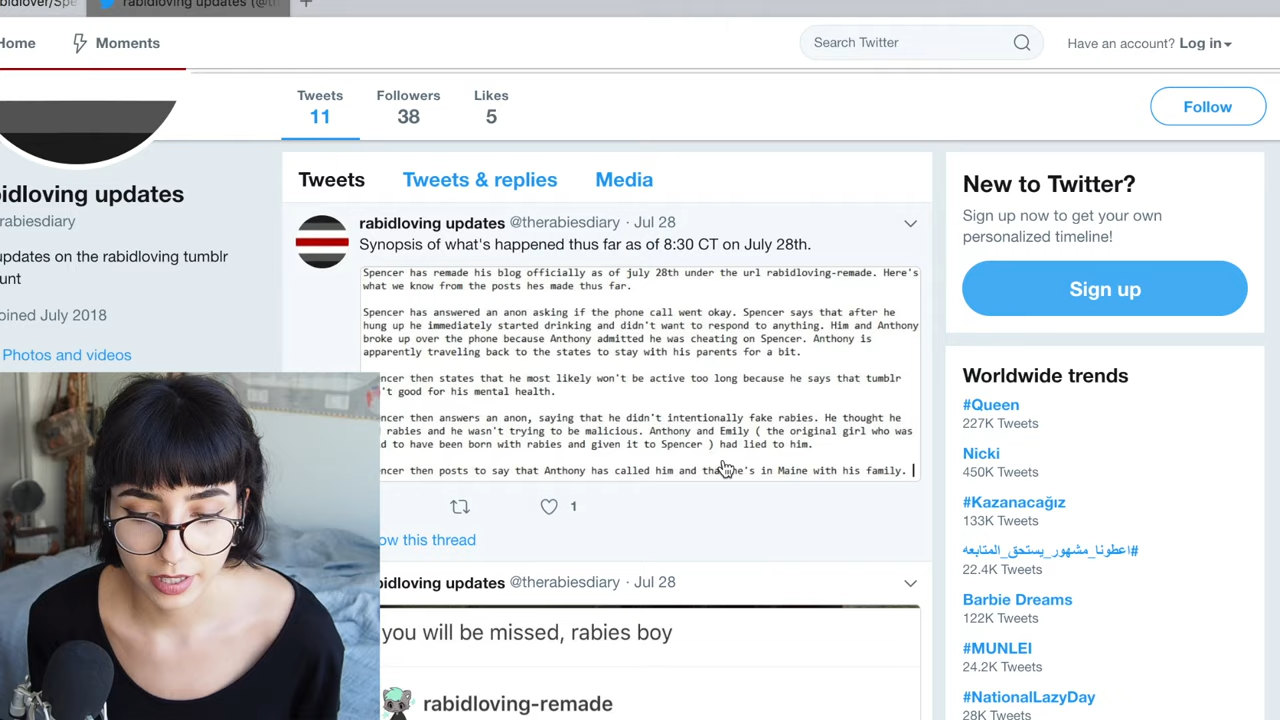 rabidloving updates (@th
Home
Moments
Search Twitter
Have an account? Log in
Tweets
11
Followers
38
Likes
5
Follow
idloving updates
rabiesdiary
updates on the rabidloving tumblr
unt
oined July 2018
Photos and videos
Tweets
Tweets & replies
Media
rabidloving updates @therabiesdiary · Jul 28
Synopsis of what's happened thus far as of 8:30 CT on July 28th.
Spencer has remade his blog officially as of july 28th under the url rabidloving-remade. Here's
what we know from the posts hes made thus far.
Spencer has answered an anon asking if the phone call went okay. Spencer says that after he
hung up he immediately started drinking and didn't want to respond to anything. Him and Anthony
broke up over the phone because Anthony admitted he was cheating on Spencer. Anthony is
apparently traveling back to the states to stay with his parents for a bit.
encer then states that he most likely won't be active too long because he says that tumblr
't good for his mental health.
encer then answers an anon, saying that he didn't intentionally fake rabies. He thought he
rabies and he wasn't trying to be malicious. Anthony and Emily ( the original girl who was
d to have been born with rabies and given it to Spencer ) had lied to him.
encer then posts to say that Anthony has called him and tha he's in Maine with his family.
1
ow this thread
bidloving updates @therabiesdiary · Jul 28
you will be missed, rabies boy
rabidloving-remade
New to Twitter?
Sign up now to get your own
personalized timeline!
Sign up
Worldwide trends
#Queen
227K Tweets
Nicki
450K Tweets
#Kazanacağız
133K Tweets
#اعطونا_مشهور_يستحق_المتابعه
22.4K Tweets
Barbie Dreams
122K Tweets
#MUNLEI
24.2K Tweets
#NationalLazyDay
28K Tweets